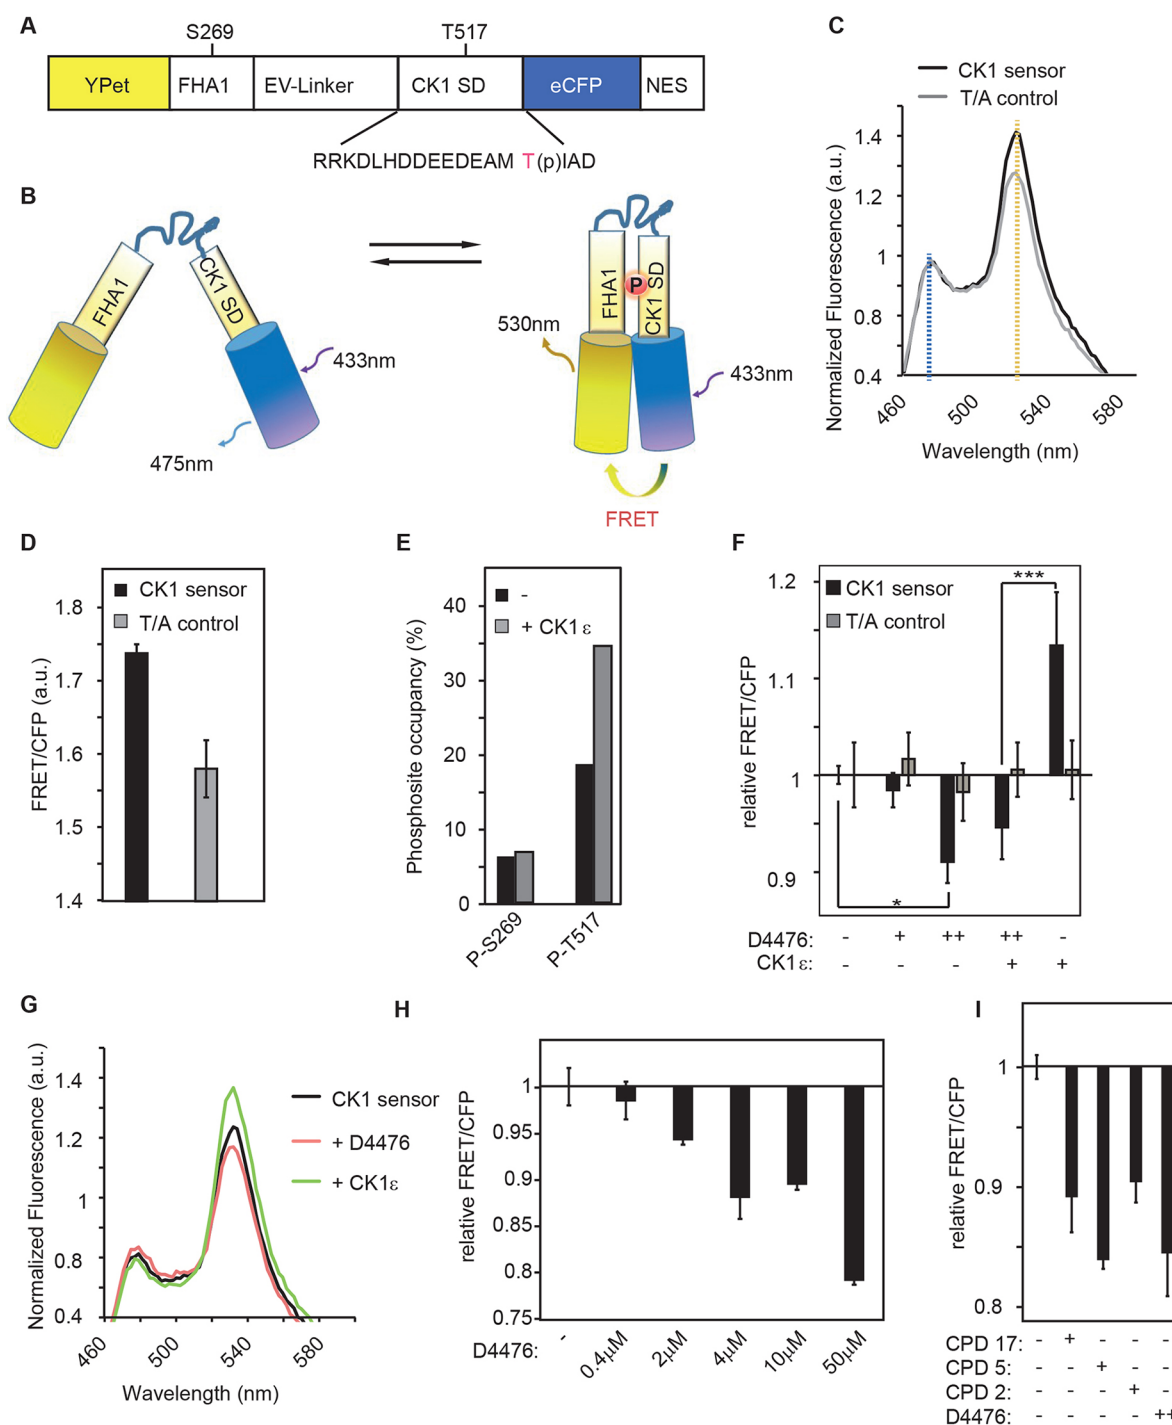 A
S269
T517
YPet
FHA1
EV-Linker
CK1 SD
eCFP
NES
RRKDLHDDEEDEAM T(p)IAD
B
FHA1
CK1 SD
433nm
475nm
FHA1
P
CK1 SD
530nm
433nm
FRET
C
CK1 sensor
T/A control
Normalized Fluorescence (a.u.)
1.4
1.2
1
0.8
0.4
460
500
540
580
Wavelength (nm)
D
CK1 sensor
T/A control
FRET/CFP (a.u.)
1.8
1.7
1.6
1.5
1.4
E
-
+ CK1ε
Phosphosite occupancy (%)
40
30
20
10
0
P-S269
P-T517
F
CK1 sensor
T/A control
***
*
relative FRET/CFP
1.2
1.1
1
0.9
D4476: - + ++ ++ -
CK1ε: - - - + +
G
CK1 sensor
+ D4476
+ CK1ε
Normalized Fluorescence (a.u.)
1.4
1.2
1
0.8
0.4
460
500
540
580
Wavelength (nm)
H
relative FRET/CFP
1
0.95
0.9
0.85
0.8
0.75
D4476: - 0.4µM 2µM 4µM 10µM 50µM
I
relative FRET/CFP
1
0.9
0.8
CPD 17: - + - - -
CPD 5: - - + - -
CPD 2: - - - + -
D4476: - - - - ++